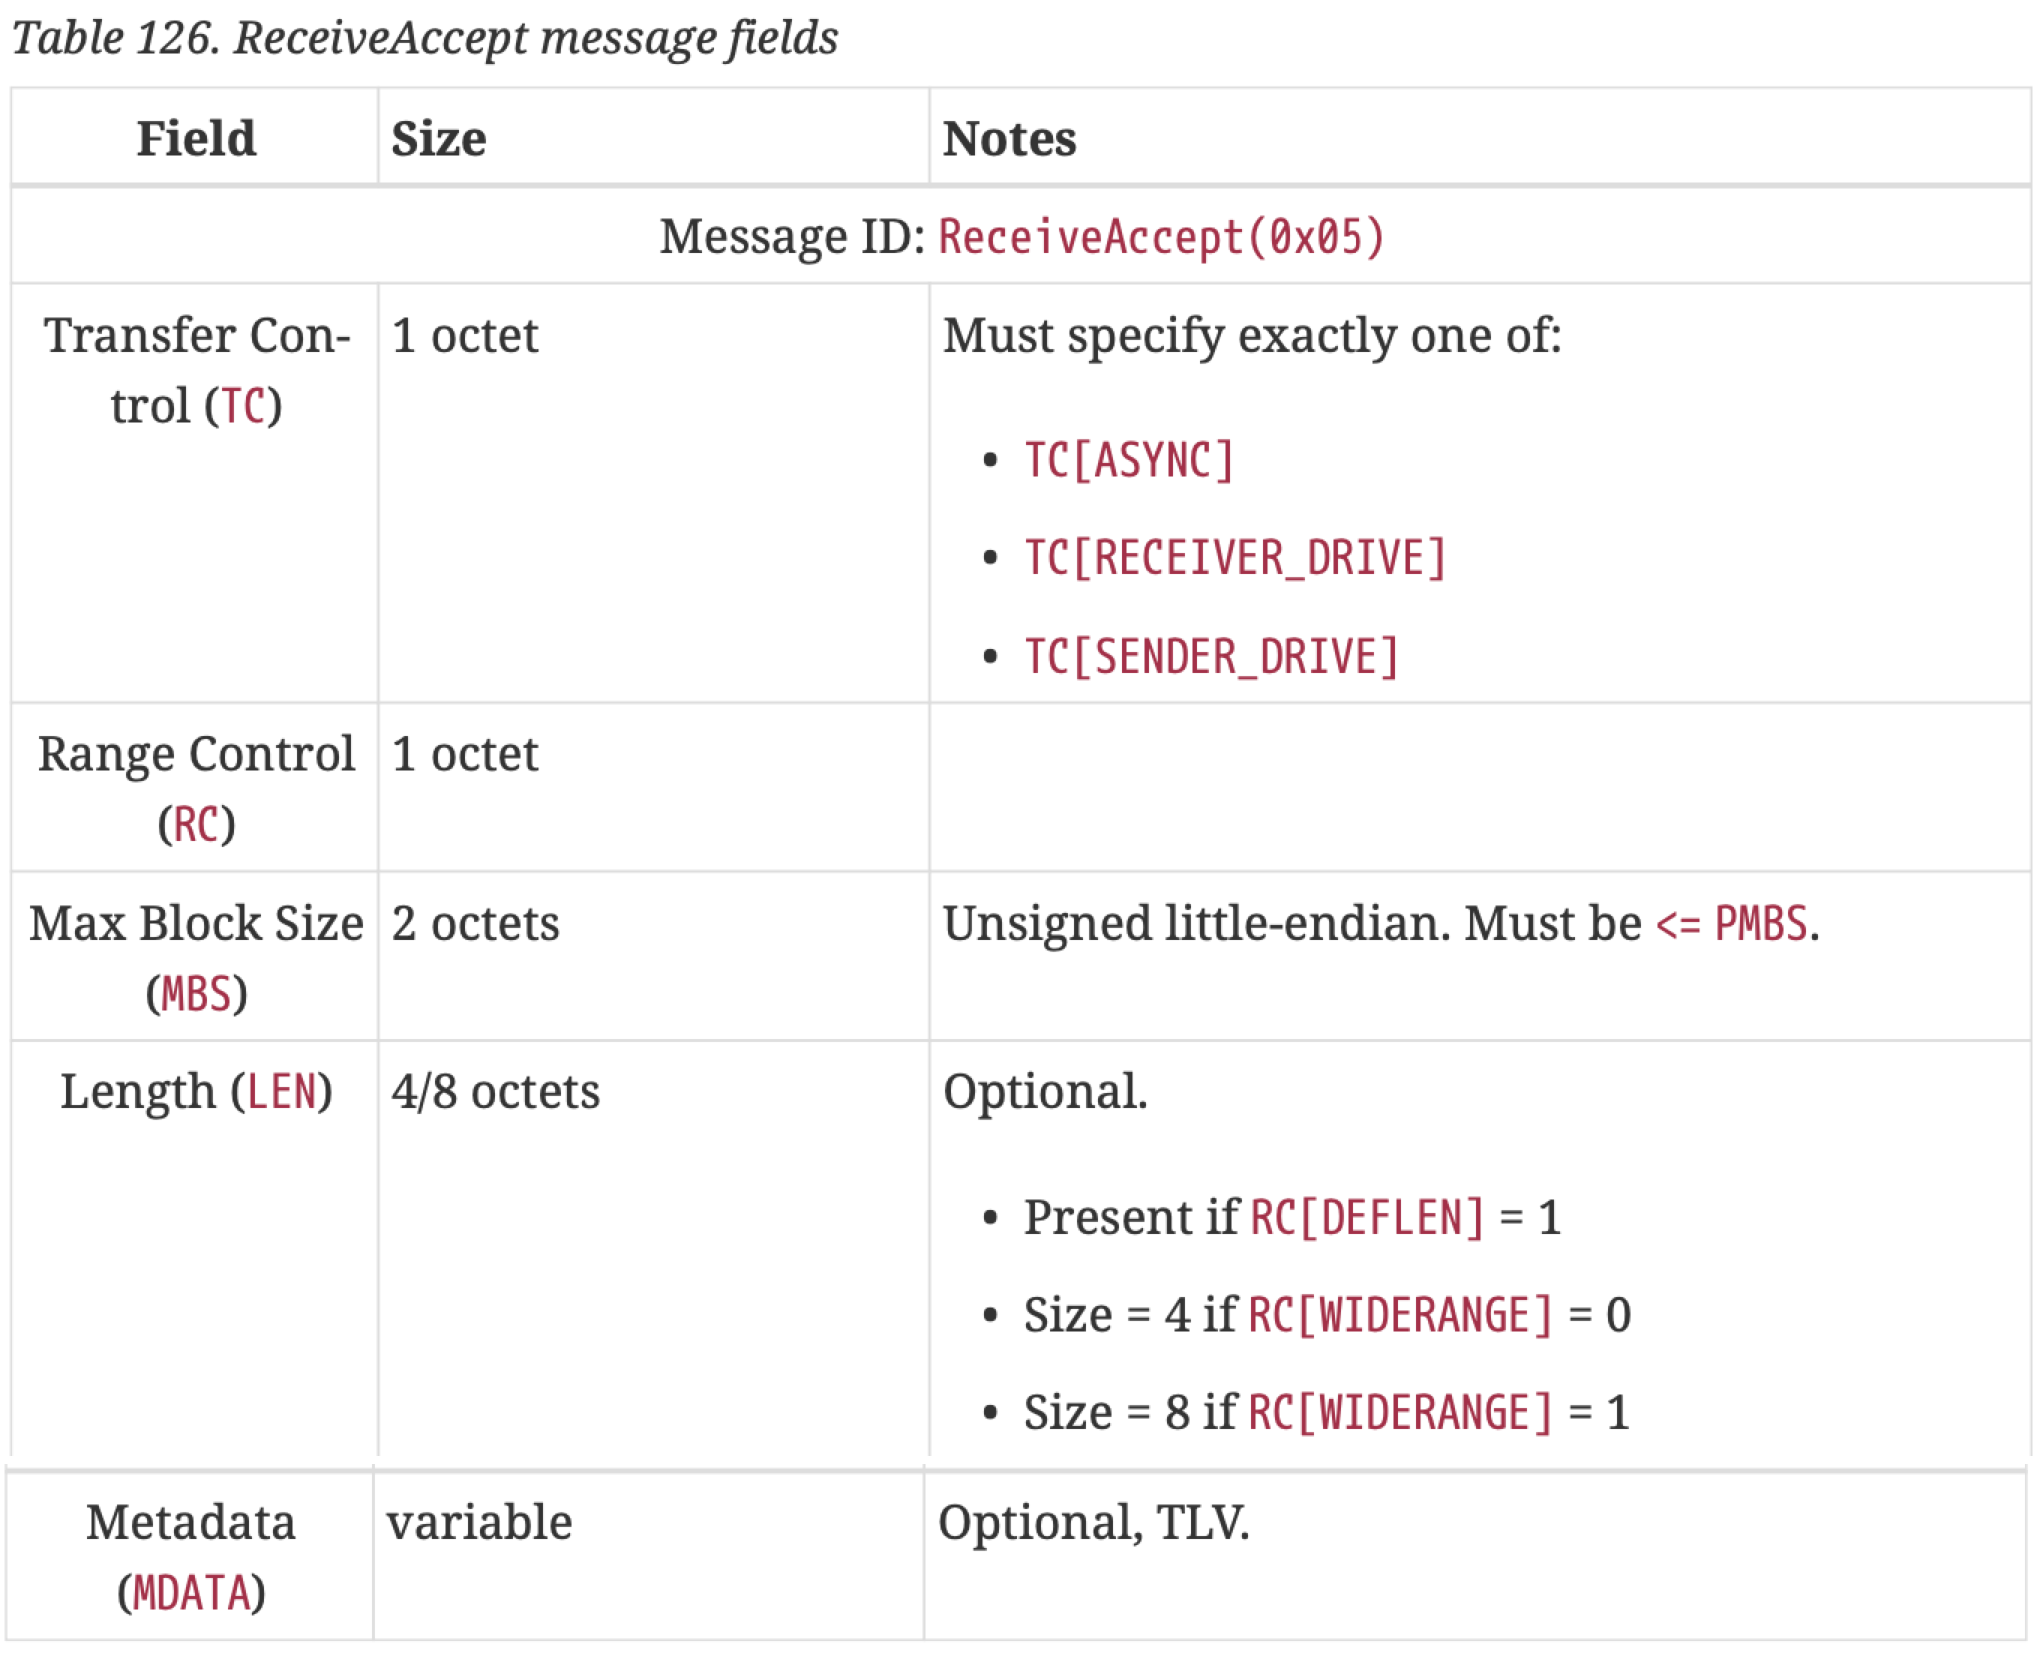 Table 126. ReceiveAccept message fields
Field Size Notes
Message ID: ReceiveAccept(0x05)
Transfer Con-
trol (TC)
1 octet
Must specify exactly one of:
• TC[ASYNC]
• TC[RECEIVER_DRIVE]
• TC[SENDER_DRIVE]
Range Control
(RC)
1 octet
Max Block Size
(MBS)
2 octets
Unsigned little-endian. Must be <= PMBS.
Length (LEN)
4/8 octets
Optional.
• Present if RC[DEFLEN] = 1
• Size = 4 if RC[WIDERANGE] = 0
• Size = 8 if RC[WIDERANGE] = 1
Metadata
(MDATA)
variable
Optional, TLV.